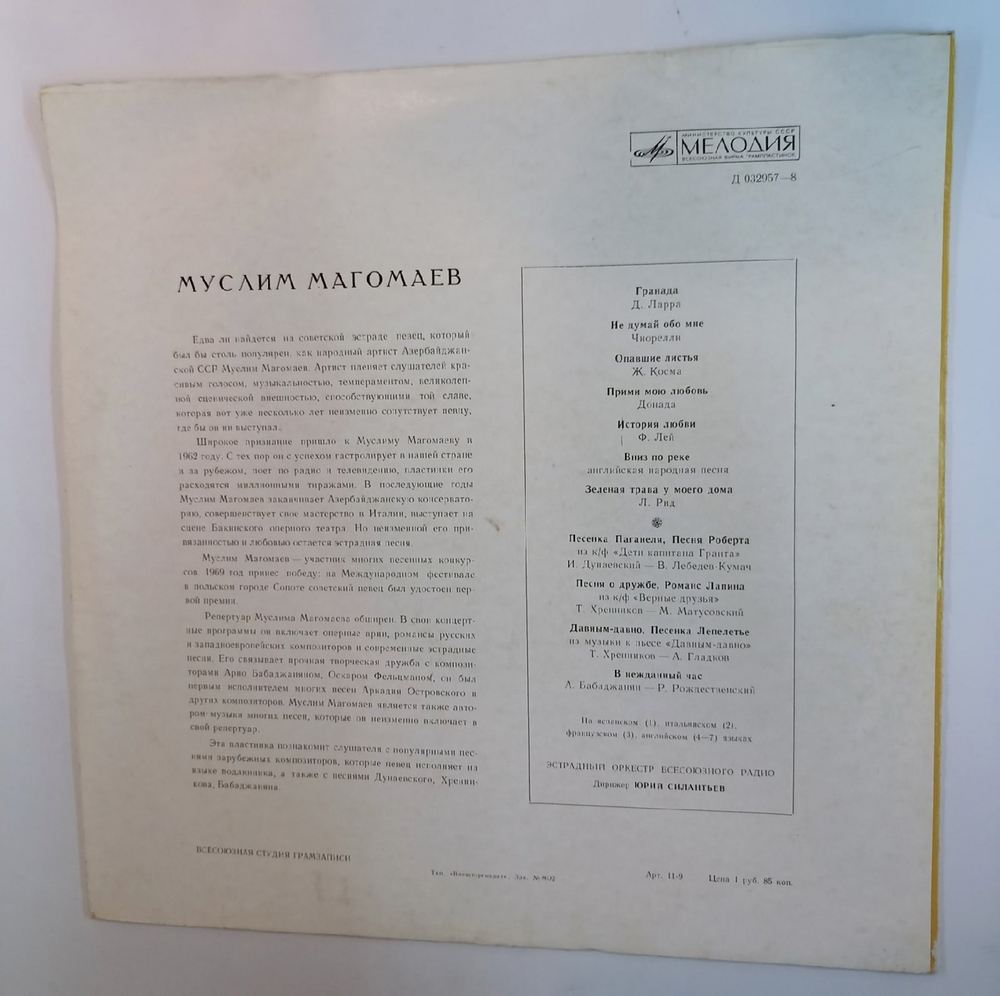 МИНИСТЕРСТВО КУЛЬТУРЫ СССР
МЕЛОДИЯ
ВСЕСОЮЗНАЯ ФИРМА ГРАМПЛАСТИНОК
Д 032957—8
МУСЛИМ МАГОМАЕВ
Едва ли найдется на советской эстраде певец, который
был бы столь популярен, как народный артист Азербайджан-
ской ССР Муслим Магомаев. Артист пленяет слушателей кра-
сивым голосом, музыкальностью, темпераментом, великолеп-
ной сценической внешностью, способствующими той славе,
которая вот уже несколько лет неизменно сопутствует певцу,
где бы он ни выступал.
Широкое признание пришло к Муслиму Магомаеву в
1962 году. С тех пор он с успехом гастролирует в нашей стране
и за рубежом, поет по радио и телевидению, пластинки его
расходятся миллионными тиражами. В последующие годы
Муслим Магомаев заканчивает Азербайджанскую консервато-
рию, совершенствует свое мастерство в Италии, выступает на
сцене Бакинского оперного театра. Но неизменной его при-
вязанностью и любовью остается эстрадная песня.
Муслим Магомаев — участник многих песенных конкур-
сов. 1969 год принес победу: на Международном фестивале
в польском городе Сопоте советский певец был удостоен пер-
вой премии.
Репертуар Муслима Магомаева обширен. В свои концерт-
ные программы он включает оперные арии, романсы русских
и западноевропейских композиторов и современные эстрадные
песни. Его связывает прочная творческая дружба с компози-
торами Арно Бабаджаняном, Оскаром Фельцманом, он был
первым исполнителем многих песен Аркадия Островского и
других композиторов. Муслим Магомаев является также авто-
ром музыки многих песен, которые он неизменно включает в
свой репертуар.
Эта пластинка познакомит слушателя с популярными пес-
нями зарубежных композиторов, которые певец исполняет на
языке подлинника, а также с песнями Дунаевского, Хренни-
кова, Бабаджаняна.
Гранада
Д. Ларра
Не думай обо мне
Чиорелли
Опавшие листья
Ж. Косма
Прими мою любовь
Донада
История любви
Ф. Лей
Вниз по реке
английская народная песня
Зеленая трава у моего дома
Л. Рид
Песенка Паганеля, Песня Роберта
из к/ф «Дети капитана Гранта»
И. Дунаевский — В. Лебедев-Кумач
Песня о дружбе, Романс Лапина
из к/ф «Верные друзья»
Т. Хренников — М. Матусовский
Давным-давно, Песенка Лепелетье
из музыки к пьесе «Давным-давно»
Т. Хренников — А. Гладков
В нежданный час
А. Бабаджанян — Р. Рождественский
На испанском (1), итальянском (2),
французском (3), английском (4—7) языках
ЭСТРАДНЫЙ ОРКЕСТР ВСЕСОЮЗНОГО РАДИО
Дирижер ЮРИЙ СИЛАНТЬЕВ
ВСЕСОЮЗНАЯ СТУДИЯ ГРАМЗАПИСИ
Тип. «Внешторгиздат». Зак. №
Арт. 11-9 Цена 1 руб. 85 коп.